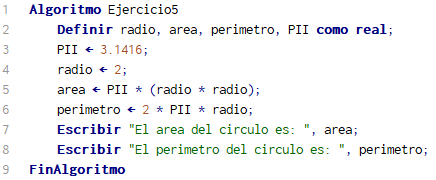 1 Algoritmo Ejercicio5
2 Definir radio, area, perimetro, PII como real;
3 PII ← 3.1416;
4 radio ← 2;
5 area ← PII * (radio * radio);
6 perimetro ← 2 * PII * radio;
7 Escribir "El area del circulo es: ", area;
8 Escribir "El perimetro del circulo es: ", perimetro;
9 FinAlgoritmo